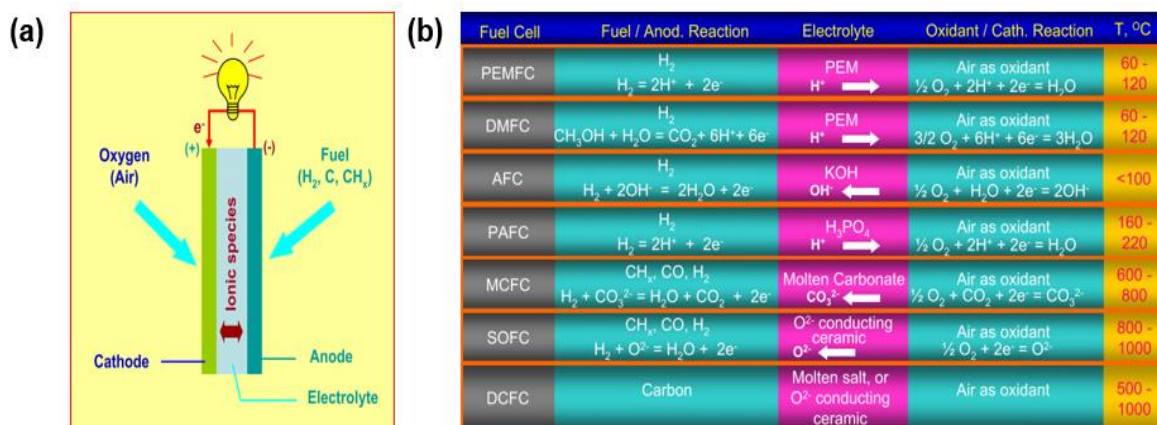 (a)
e⁻
(+)
(-)
Oxygen
(Air)
Fuel
(H₂, C, CHₓ)
Ionic species
Cathode
Anode
Electrolyte
(b)
Fuel Cell Fuel / Anod. Reaction Electrolyte Oxidant / Cath. Reaction T, ⁰C
PEMFC
H₂
H₂ = 2H⁺ + 2e⁻
PEM
H⁺
Air as oxidant
½ O₂ + 2H⁺ + 2e⁻ = H₂O
60 -
120
DMFC
H₂
CH₃OH + H₂O = CO₂ + 6H⁺ + 6e⁻
PEM
H⁺
Air as oxidant
3/2 O₂ + 6H⁺ + 6e⁻ = 3H₂O
60 -
120
AFC
H₂
H₂ + 2OH⁻ = 2H₂O + 2e⁻
KOH
OH⁻
Air as oxidant
½ O₂ + H₂O + 2e⁻ = 2OH⁻
<100
PAFC
H₂
H₂ = 2H⁺ + 2e⁻
H₃PO₄
H⁺
Air as oxidant
½ O₂ + 2H⁺ + 2e⁻ = H₂O
160 -
220
MCFC
CHₓ, CO, H₂
H₂ + CO₃²⁻ = H₂O + CO₂ + 2e⁻
Molten Carbonate
CO₃²⁻
Air as oxidant
½ O₂ + CO₂ + 2e⁻ = CO₃²⁻
600 -
800
SOFC
CHₓ, CO, H₂
H₂ + O²⁻ = H₂O + 2e⁻
O²⁻ conducting
ceramic
O²⁻
Air as oxidant
½ O₂ + 2e⁻ = O²⁻
800 -
1000
DCFC
Carbon
Molten salt, or
O²⁻ conducting
ceramic
Air as oxidant
500 -
1000